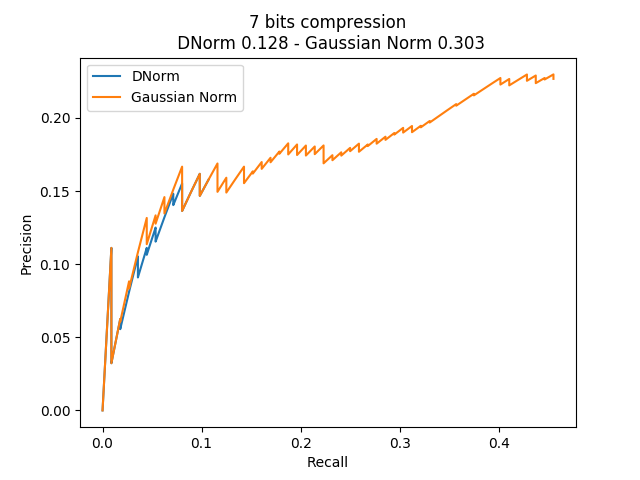 7 bits compression
DNorm 0.128 - Gaussian Norm 0.303
DNorm
Gaussian Norm
Precision
0.20
0.15
0.10
0.05
0.00
0.0 0.1 0.2 0.3 0.4
Recall